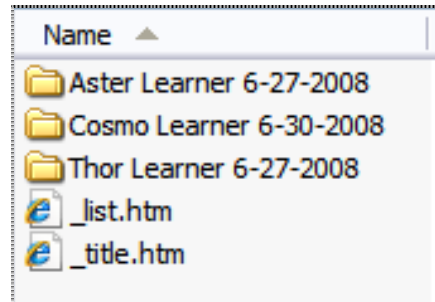 Name
Aster Learner 6-27-2008
Cosmo Learner 6-30-2008
Thor Learner 6-27-2008
_list.htm
_title.htm